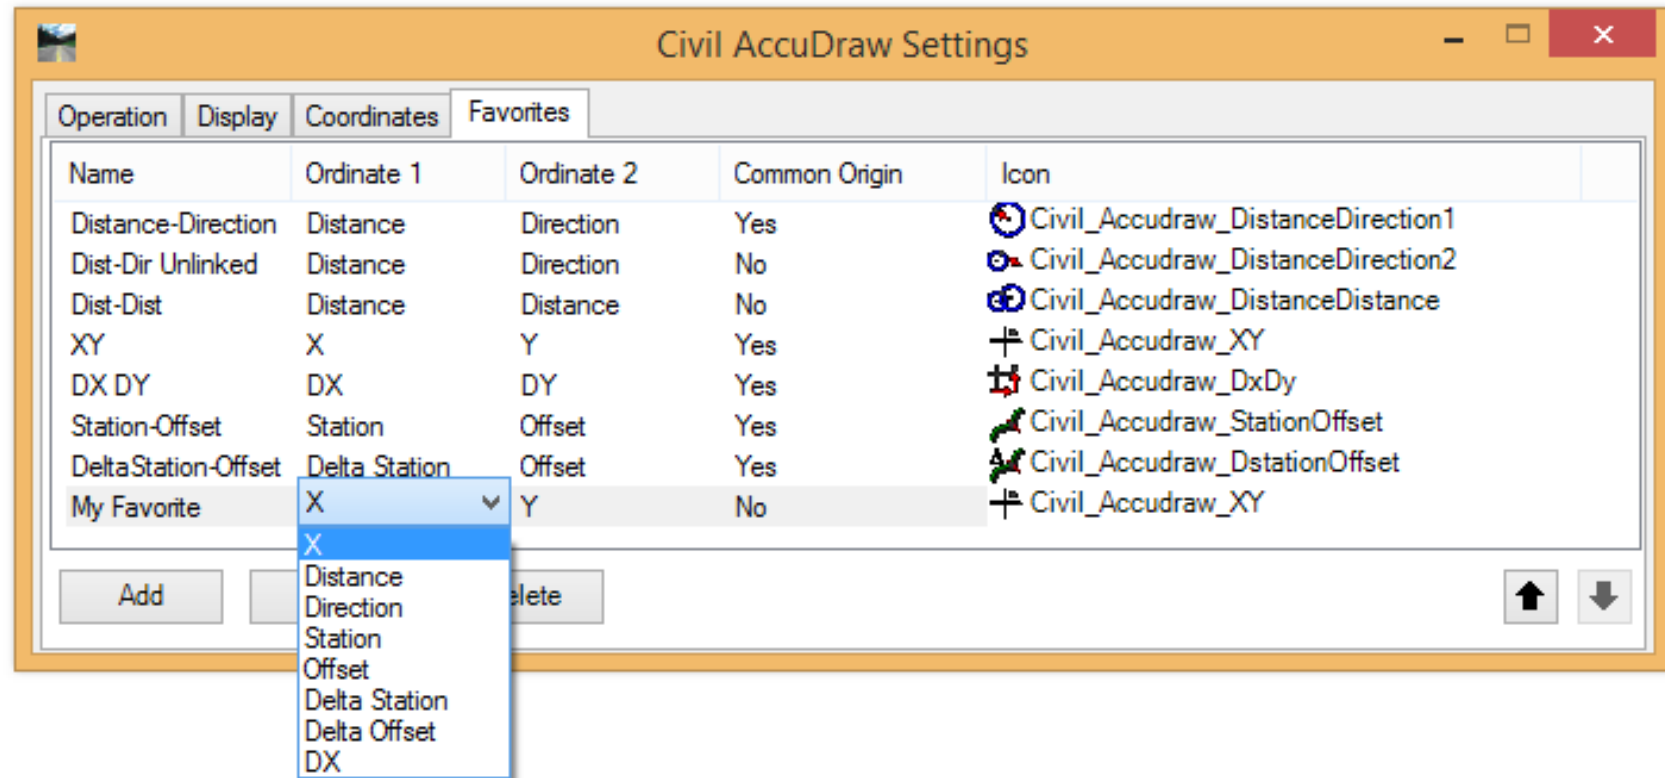 Civil AccuDraw Settings
Operation Display Coordinates Favorites
Name Ordinate 1 Ordinate 2 Common Origin Icon
Distance-Direction Distance Direction Yes Civil_Accudraw_DistanceDirection1
Dist-Dir Unlinked Distance Direction No Civil_Accudraw_DistanceDirection2
Dist-Dist Distance Distance No Civil_Accudraw_DistanceDistance
XY X Y Yes Civil_Accudraw_XY
DX DY DX DY Yes Civil_Accudraw_DxDy
Station-Offset Station Offset Yes Civil_Accudraw_StationOffset
DeltaStation-Offset Delta Station Offset Yes Civil_Accudraw_DstationOffset
My Favorite X Y No Civil_Accudraw_XY
X
Distance
Add Direction elete
Station
Offset
Delta Station
Delta Offset
DX